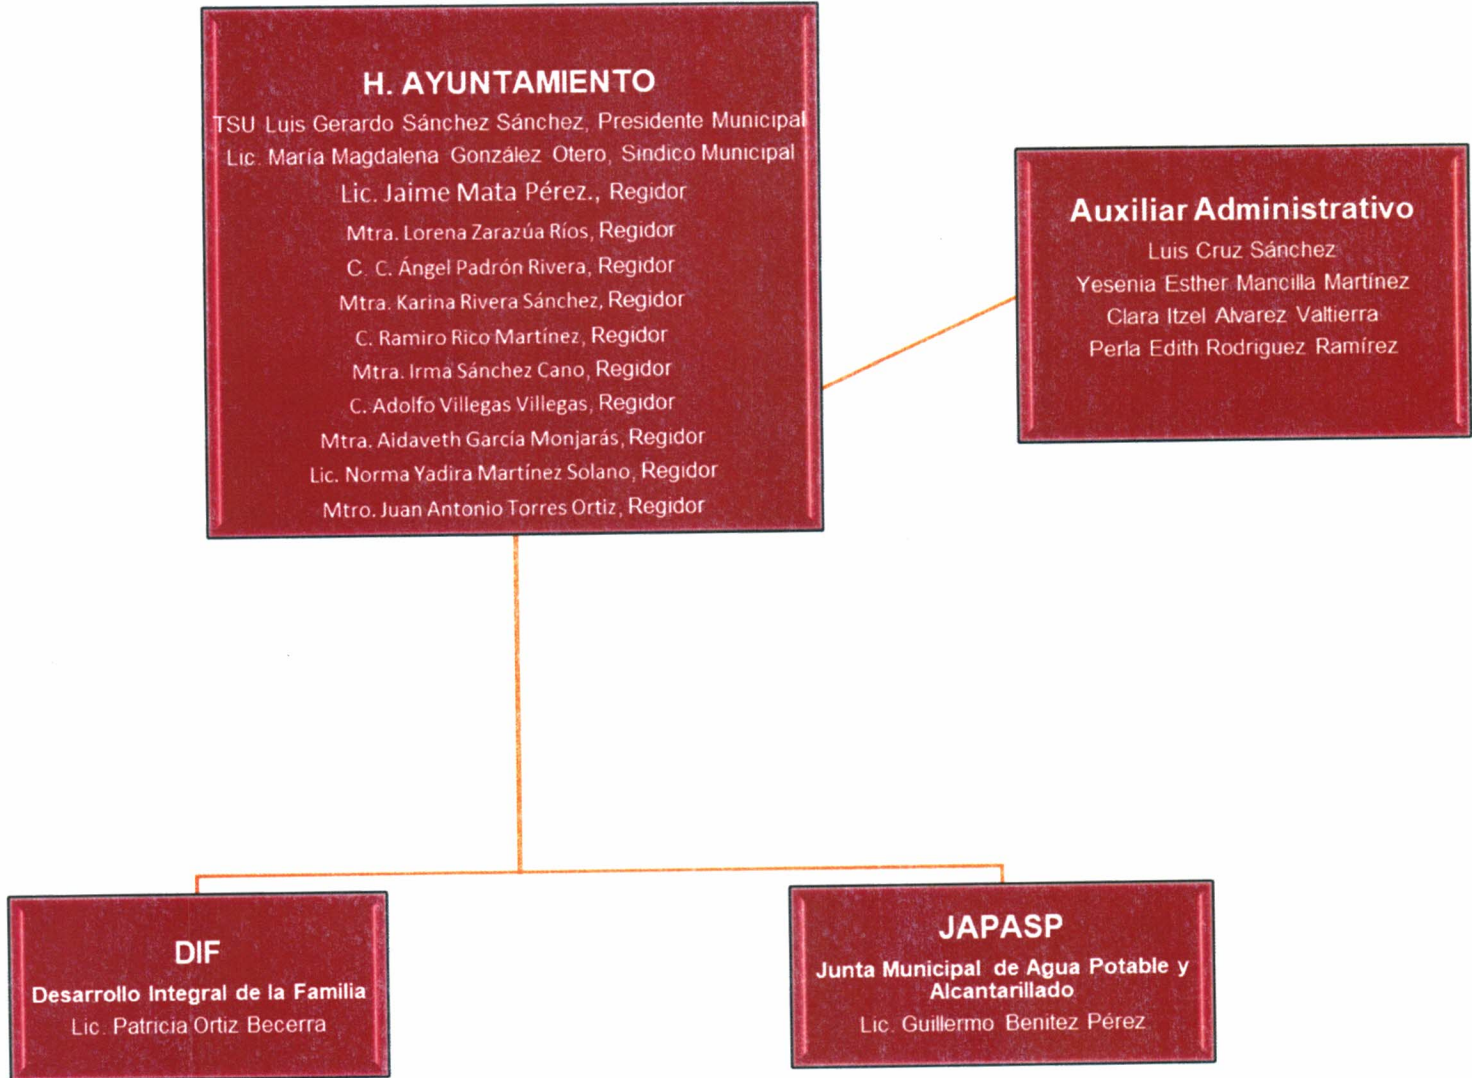 H. AYUNTAMIENTO
TSU Luis Gerardo Sánchez Sánchez, Presidente Municipal
Lic. María Magdalena González Otero, Sindico Municipal
Lic. Jaime Mata Pérez., Regidor
Mtra. Lorena Zarazúa Ríos, Regidor
C. C. Ángel Padrón Rivera, Regidor
Mtra. Karina Rivera Sánchez, Regidor
C. Ramiro Rico Martínez, Regidor
Mtra. Irma Sánchez Cano, Regidor
C. Adolfo Villegas Villegas, Regidor
Mtra. Aidaveth García Monjarás, Regidor
Lic. Norma Yadira Martínez Solano, Regidor
Mtro. Juan Antonio Torres Ortiz, Regidor
Auxiliar Administrativo
Luis Cruz Sánchez
Yesenia Esther Mancilla Martínez
Clara Itzel Alvarez Valtierra
Perla Edith Rodriguez Ramírez
DIF
Desarrollo Integral de la Familia
Lic. Patricia Ortiz Becerra
JAPASP
Junta Municipal de Agua Potable y
Alcantarillado
Lic. Guillermo Benitez Pérez